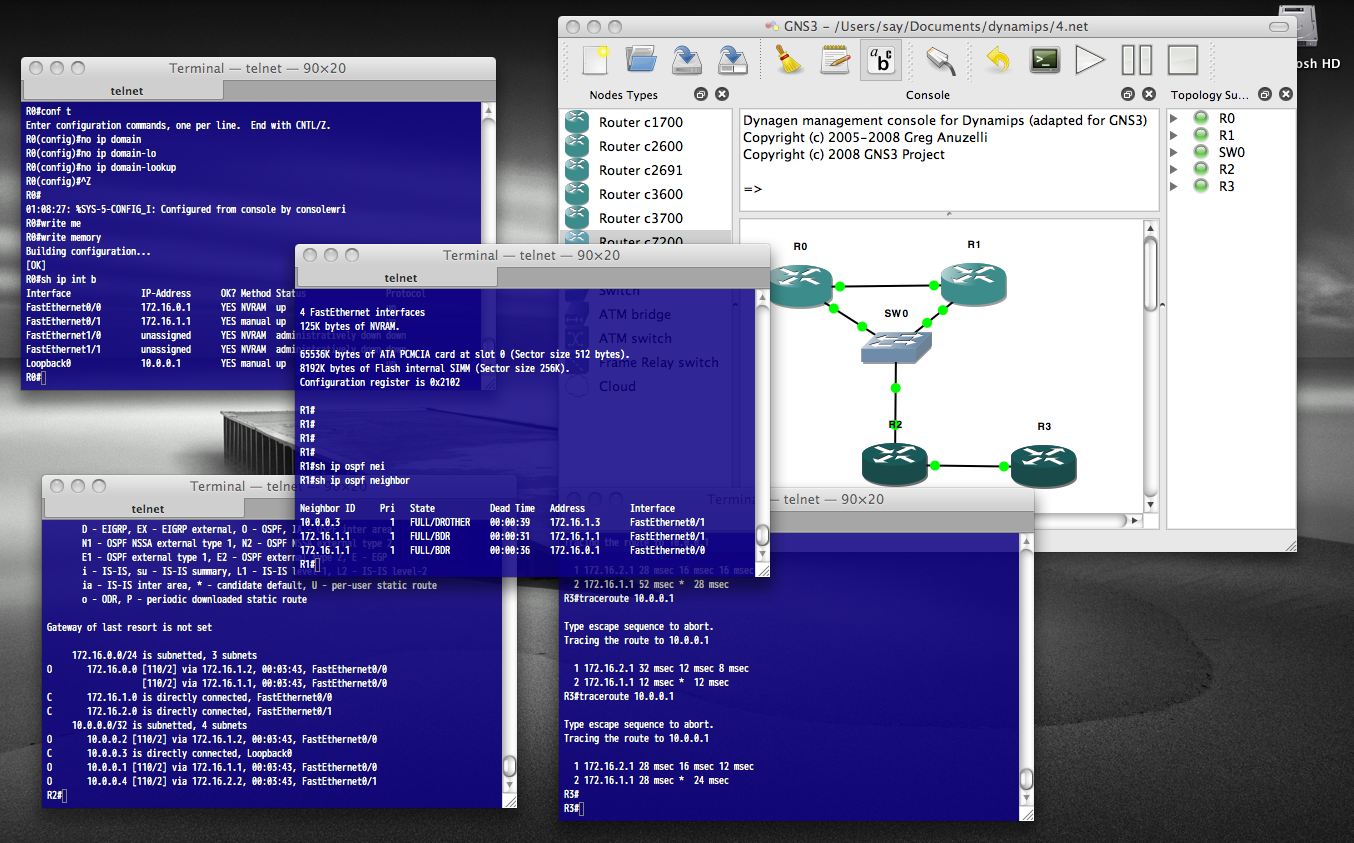 GNS3 – /Users/say/Documents/dynamips/4.net
osh HD
Nodes Types
Console
Topology Su...
Router c1700
Router c2600
Router c2691
Router c3600
Router c3700
Router c7200
Switch
ATM bridge
ATM switch
Frame Relay switch
Cloud
Dynagen management console for Dynamips (adapted for GNS3)
Copyright (c) 2005-2008 Greg Anuzelli
Copyright (c) 2008 GNS3 Project
=>
R0
R1
SW0
R2
R3
R0
R1
SW0
R2
R3
Terminal — telnet — 90×20
telnet
R0#conf t
Enter configuration commands, one per line.  End with CNTL/Z.
R0(config)#no ip domain
R0(config)#no ip domain-lo
R0(config)#no ip domain-lookup
R0(config)#^Z
R0#
01:08:27: %SYS-5-CONFIG_I: Configured from console by consolewri
R0#write me
R0#write memory
Building configuration...
[OK]
R0#sh ip int b
Interface IP-Address OK? Method Status Protocol
FastEthernet0/0 172.16.0.1 YES NVRAM up up
FastEthernet0/1 172.16.1.1 YES manual up
FastEthernet1/0 unassigned YES NVRAM administratively down down
FastEthernet1/1 unassigned YES NVRAM administratively down down
Loopback0 10.0.0.1 YES manual up
R0#
Terminal — telnet — 90×20
telnet
4 FastEthernet interfaces
125K bytes of NVRAM.
65536K bytes of ATA PCMCIA card at slot 0 (Sector size 512 bytes).
8192K bytes of Flash internal SIMM (Sector size 256K).
Configuration register is 0x2102
R1#
R1#
R1#
R1#
R1#sh ip ospf nei
R1#sh ip ospf neighbor
Neighbor ID Pri State Dead Time Address Interface
10.0.0.3 1 FULL/DROTHER 00:00:39 172.16.1.3 FastEthernet0/1
172.16.1.1 1 FULL/BDR 00:00:31 172.16.1.1 FastEthernet0/1
172.16.1.1 1 FULL/BDR 00:00:36 172.16.0.1 FastEthernet0/0
R1#
Terminal — telnet — 90×20
telnet
D - EIGRP, EX - EIGRP external, O - OSPF, IA - OSPF inter area
N1 - OSPF NSSA external type 1, N2 - OSPF NSSA external type 2
E1 - OSPF external type 1, E2 - OSPF external type 2, E - EGP
i - IS-IS, su - IS-IS summary, L1 - IS-IS level-1, L2 - IS-IS level-2
ia - IS-IS inter area, * - candidate default, U - per-user static route
o - ODR, P - periodic downloaded static route
Gateway of last resort is not set
172.16.0.0/24 is subnetted, 3 subnets
O 172.16.0.0 [110/2] via 172.16.1.2, 00:03:43, FastEthernet0/0
[110/2] via 172.16.1.1, 00:03:43, FastEthernet0/0
C 172.16.1.0 is directly connected, FastEthernet0/0
C 172.16.2.0 is directly connected, FastEthernet0/1
10.0.0.0/32 is subnetted, 4 subnets
O 10.0.0.2 [110/2] via 172.16.1.2, 00:03:43, FastEthernet0/0
C 10.0.0.3 is directly connected, Loopback0
O 10.0.0.1 [110/2] via 172.16.1.1, 00:03:43, FastEthernet0/0
O 10.0.0.4 [110/2] via 172.16.2.2, 00:03:43, FastEthernet0/1
R2#
Terminal — telnet — 90×20
1 172.16.2.1 28 msec 16 msec 16 msec
2 172.16.1.1 52 msec *  28 msec
R3#traceroute 10.0.0.1
Type escape sequence to abort.
Tracing the route to 10.0.0.1
1 172.16.2.1 32 msec 12 msec 8 msec
2 172.16.1.1 12 msec *  12 msec
R3#traceroute 10.0.0.1
Type escape sequence to abort.
Tracing the route to 10.0.0.1
1 172.16.2.1 28 msec 16 msec 12 msec
2 172.16.1.1 28 msec *  24 msec
R3#
R3#